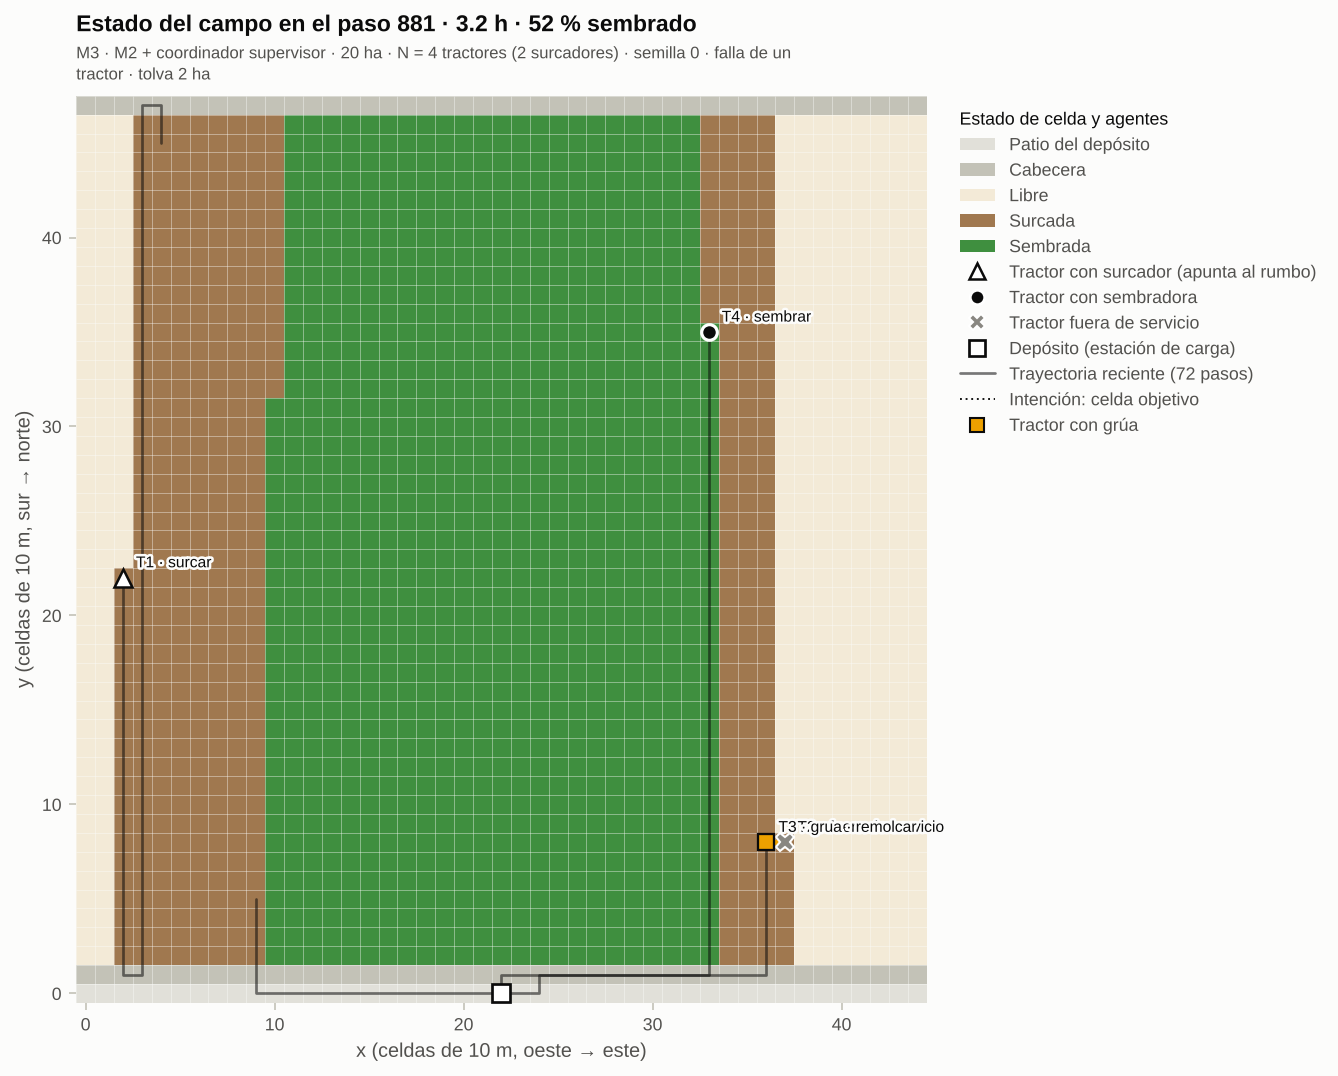 Estado del campo en el paso 881 · 3.2 h · 52 % sembrado
M3 · M2 + coordinador supervisor · 20 ha · N = 4 tractores (2 surcadores) · semilla 0 · falla de un
tractor · tolva 2 ha
Estado de celda y agentes
Patio del depósito
Cabecera
Libre
Surcada
Sembrada
Tractor con surcador (apunta al rumbo)
Tractor con sembradora
Tractor fuera de servicio
Depósito (estación de carga)
Trayectoria reciente (72 pasos)
Intención: celda objetivo
Tractor con grúa
T4 · sembrar
T1 · surcar
T3
y (celdas de 10 m, sur → norte)
40
30
20
10
0
0
10
20
30
40
x (celdas de 10 m, oeste → este)